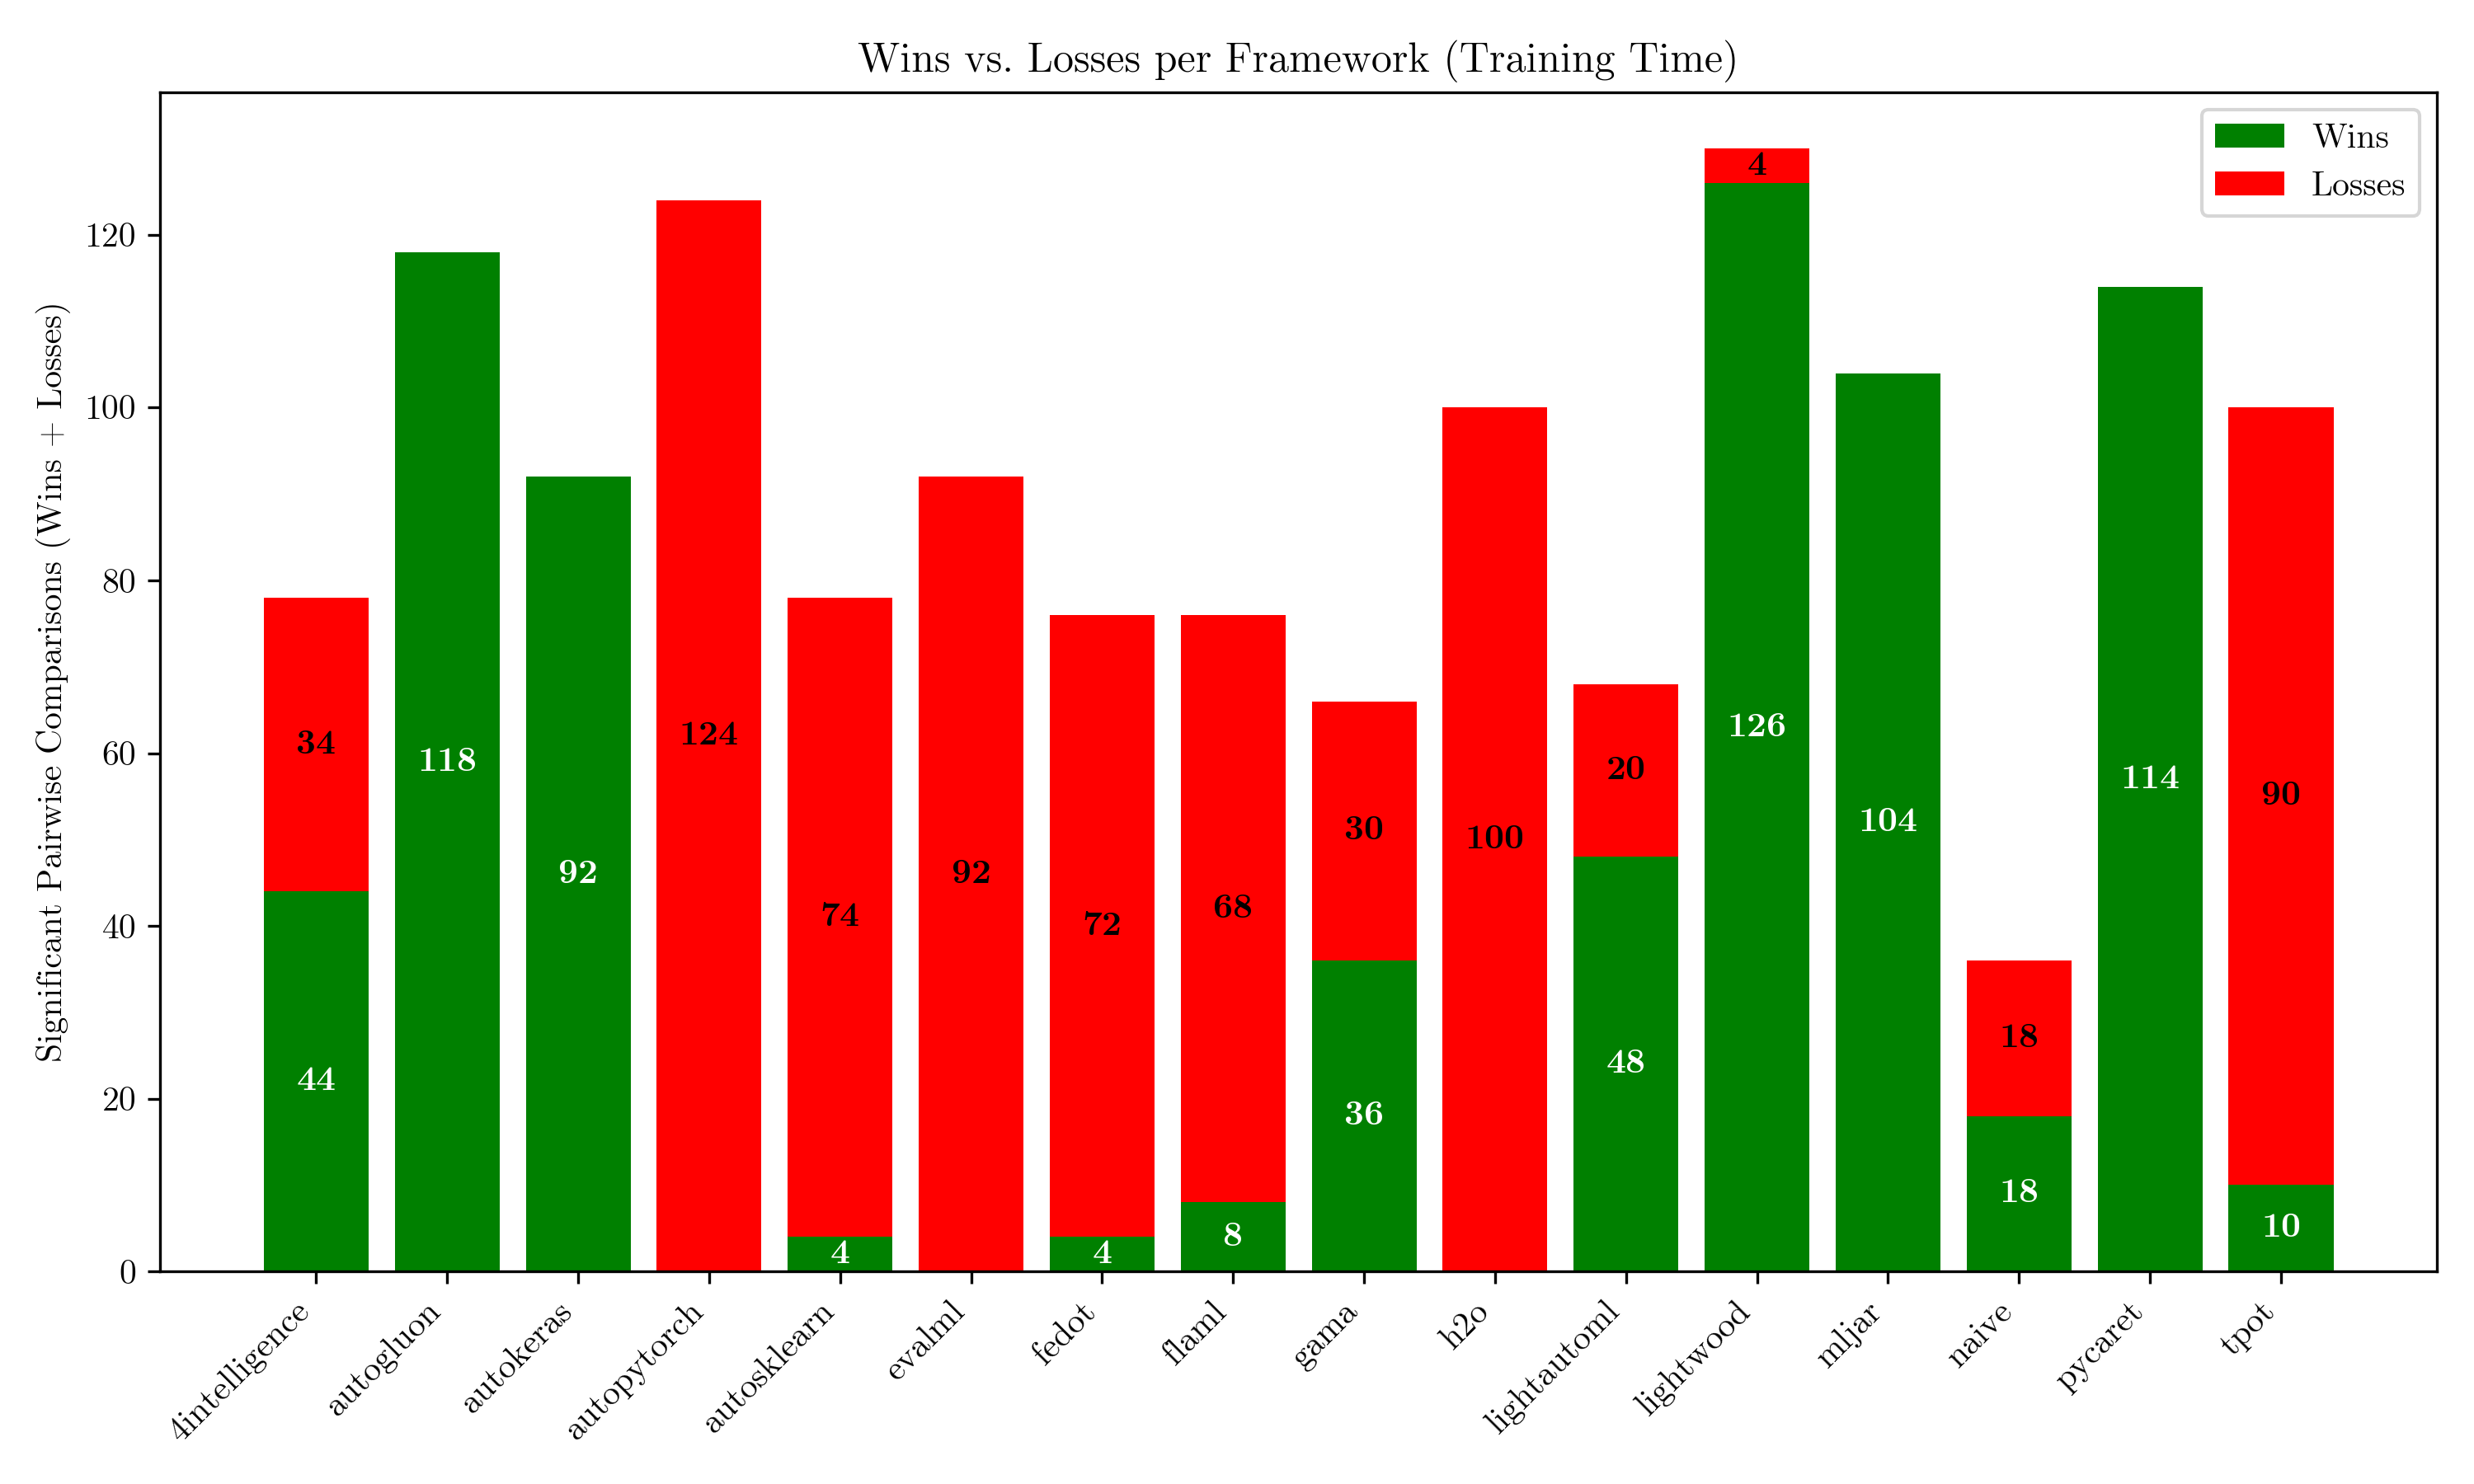 Wins vs. Losses per Framework (Training Time)
Wins
Losses
Significant Pairwise Comparisons (Wins + Losses)
120
100
80
60
40
20
0
34
44
118
92
124
74
4
92
72
4
68
8
30
36
100
20
48
4
126
104
18
18
114
90
10
4intelligence
autogluon
autokeras
autopytorch
autosklearn
evalml
fedot
flaml
gama
h2o
lightautoml
lightwood
mljar
naive
pycaret
tpot